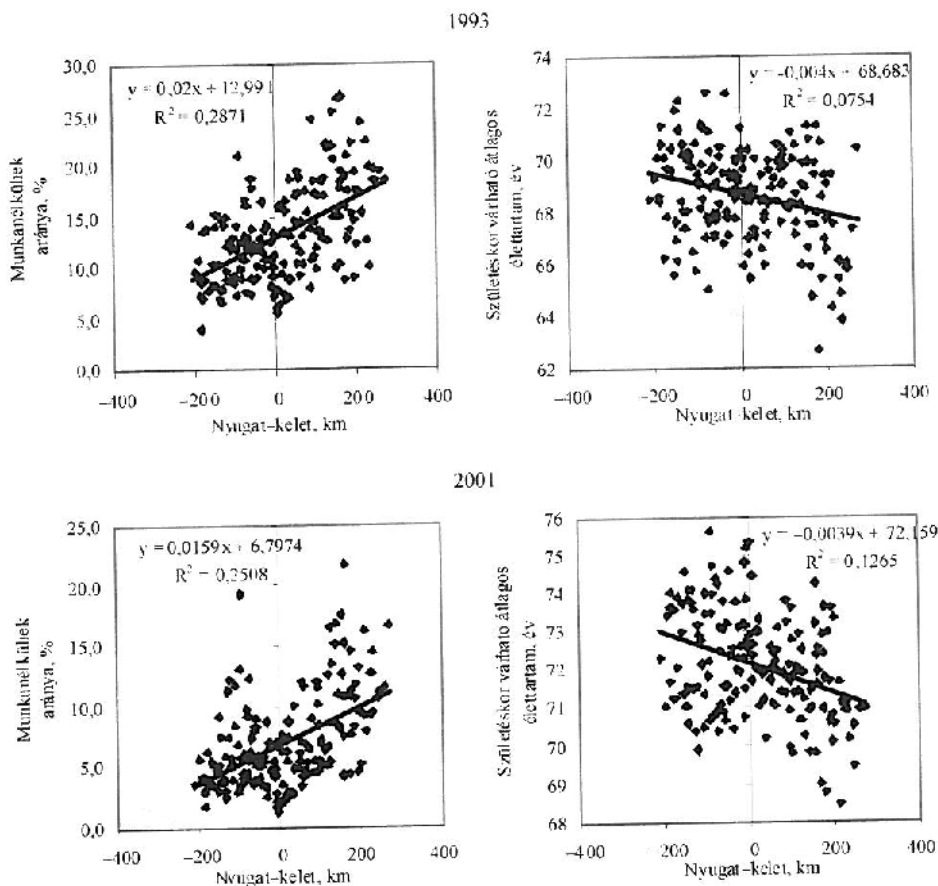 1993
30,0
25,0
20,0
15,0
10,0
5,0
0,0
Munkanélküliek
aránya, %
y = 0,02x + 12,991
R² = 0,2871
−400
−200
0
200
400
Nyugat–kelet, km
74
72
70
68
66
64
62
Születéskor várható átlagos
élettartam, év
y = -0,004x + 68,683
R² = 0,0754
−400
−200
0
200
400
Nyugat–kelet, km
2001
25,0
20,0
15,0
10,0
5,0
0,0
Munkanélküliek
aránya, %
y = 0,0159x + 6,7974
R² = 0,2508
−400
−200
0
200
400
Nyugat–kelet, km
76
75
74
73
72
71
70
69
68
Születéskor várható átlagos
élettartam, év
y = −0,0039x + 72,159
R² = 0,1265
−400
−200
0
200
400
Nyugat–kelet, km